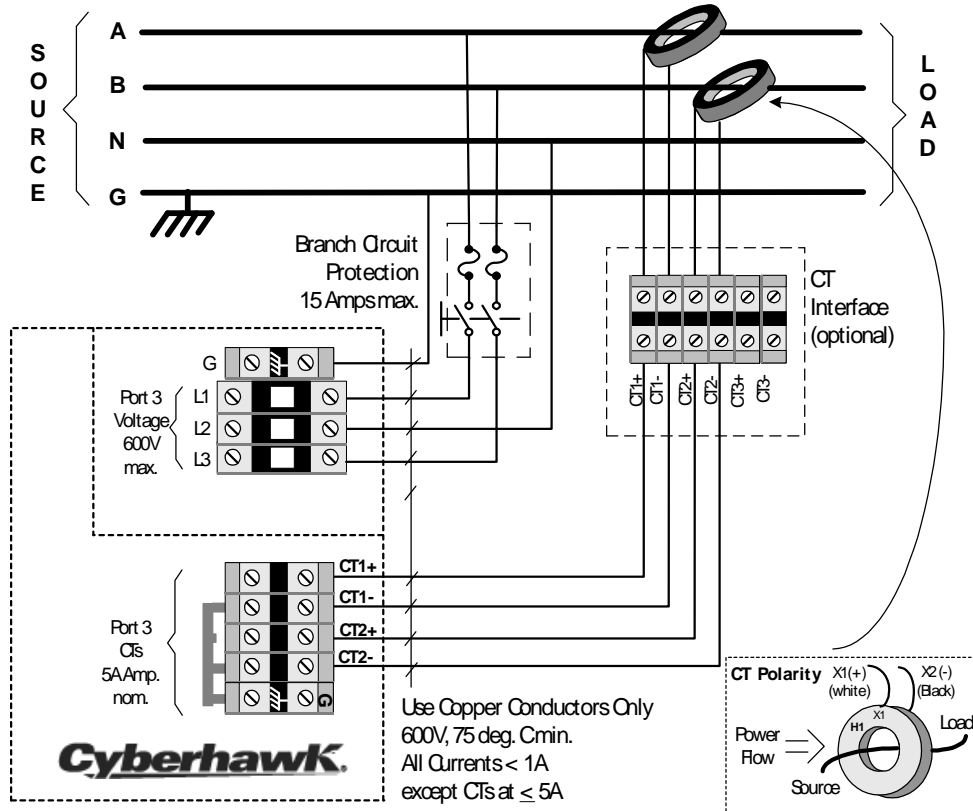 SOURCE
A
B
N
G
LOAD
Branch Circuit
Protection
15 Amps max.
CT
Interface
(optional)
CT1+
CT1-
CT2+
CT2-
CT3+
CT3-
G
Port 3
Voltage
600V
max.
L1
L2
L3
Port 3
CTs
5A Amp.
nom.
CT1+
CT1-
CT2+
CT2-
G
Cyberhawk.
Use Copper Conductors Only
600V, 75 deg. C min.
All Currents < 1A
except CTs at ≤ 5A
CT Polarity
X1(+)
(white)
X2(-)
(Black)
H1
X1
Power
Flow
Source
Load